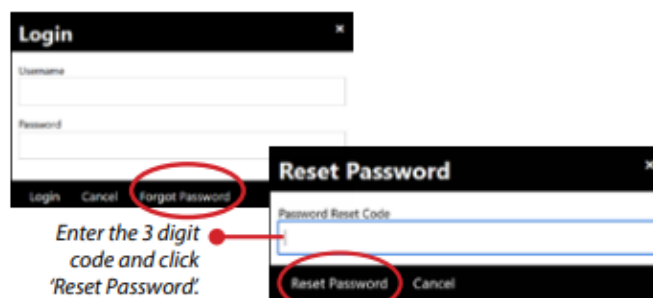 Login ×
Username
Password
Login Cancel Forgot Password
Reset Password ×
Password Reset Code
Reset Password Cancel
Enter the 3 digit
code and click
‘Reset Password’.